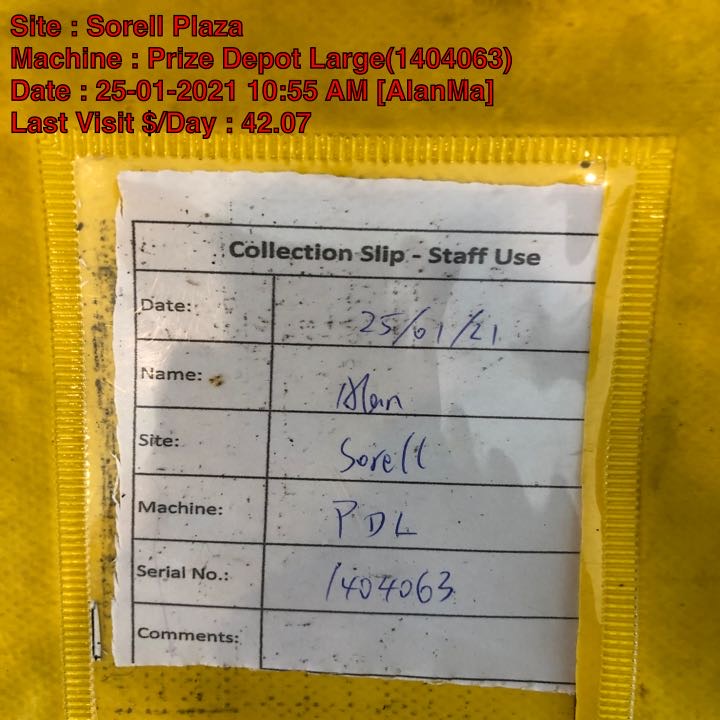 Site : Sorell Plaza
Machine : Prize Depot Large(1404063)
Date : 25-01-2021 10:55 AM [AlanMa]
Last Visit $/Day : 42.07
Collection Slip - Staff Use
Date: 25/01/21
Name: Alan
Site: Sorell
Machine: PDL
Serial No.: 1404063
Comments: